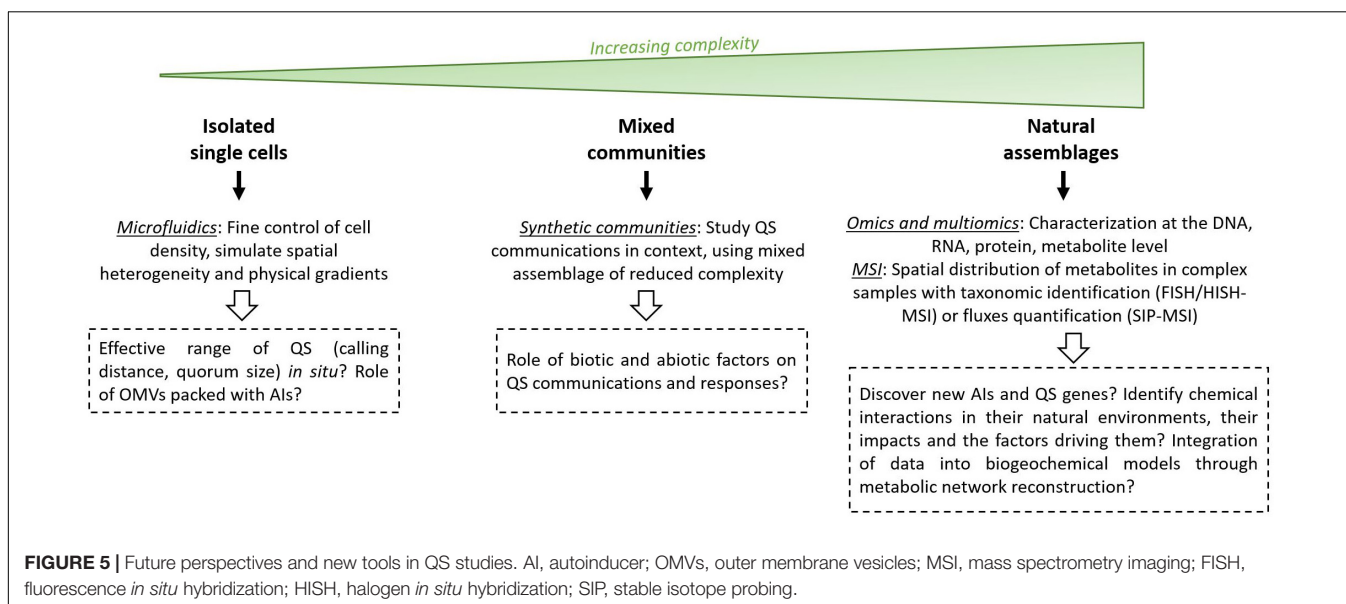 Increasing complexity
Isolated
single cells
Microfluidics: Fine control of cell
density, simulate spatial
heterogeneity and physical gradients
Effective range of QS (calling
distance, quorum size) in situ? Role
of OMVs packed with AIs?
Mixed
communities
Synthetic communities: Study QS
communications in context, using mixed
assemblage of reduced complexity
Role of biotic and abiotic factors on
QS communications and responses?
Natural
assemblages
Omics and multiomics: Characterization at the DNA,
RNA, protein, metabolite level
MSI: Spatial distribution of metabolites in complex
samples with taxonomic identification (FISH/HISH-
MSI) or fluxes quantification (SIP-MSI)
Discover new AIs and QS genes? Identify chemical
interactions in their natural environments, their
impacts and the factors driving them? Integration
of data into biogeochemical models through
metabolic network reconstruction?
FIGURE 5 | Future perspectives and new tools in QS studies. AI, autoinducer; OMVs, outer membrane vesicles; MSI, mass spectrometry imaging; FISH,
fluorescence in situ hybridization; HISH, halogen in situ hybridization; SIP, stable isotope probing.